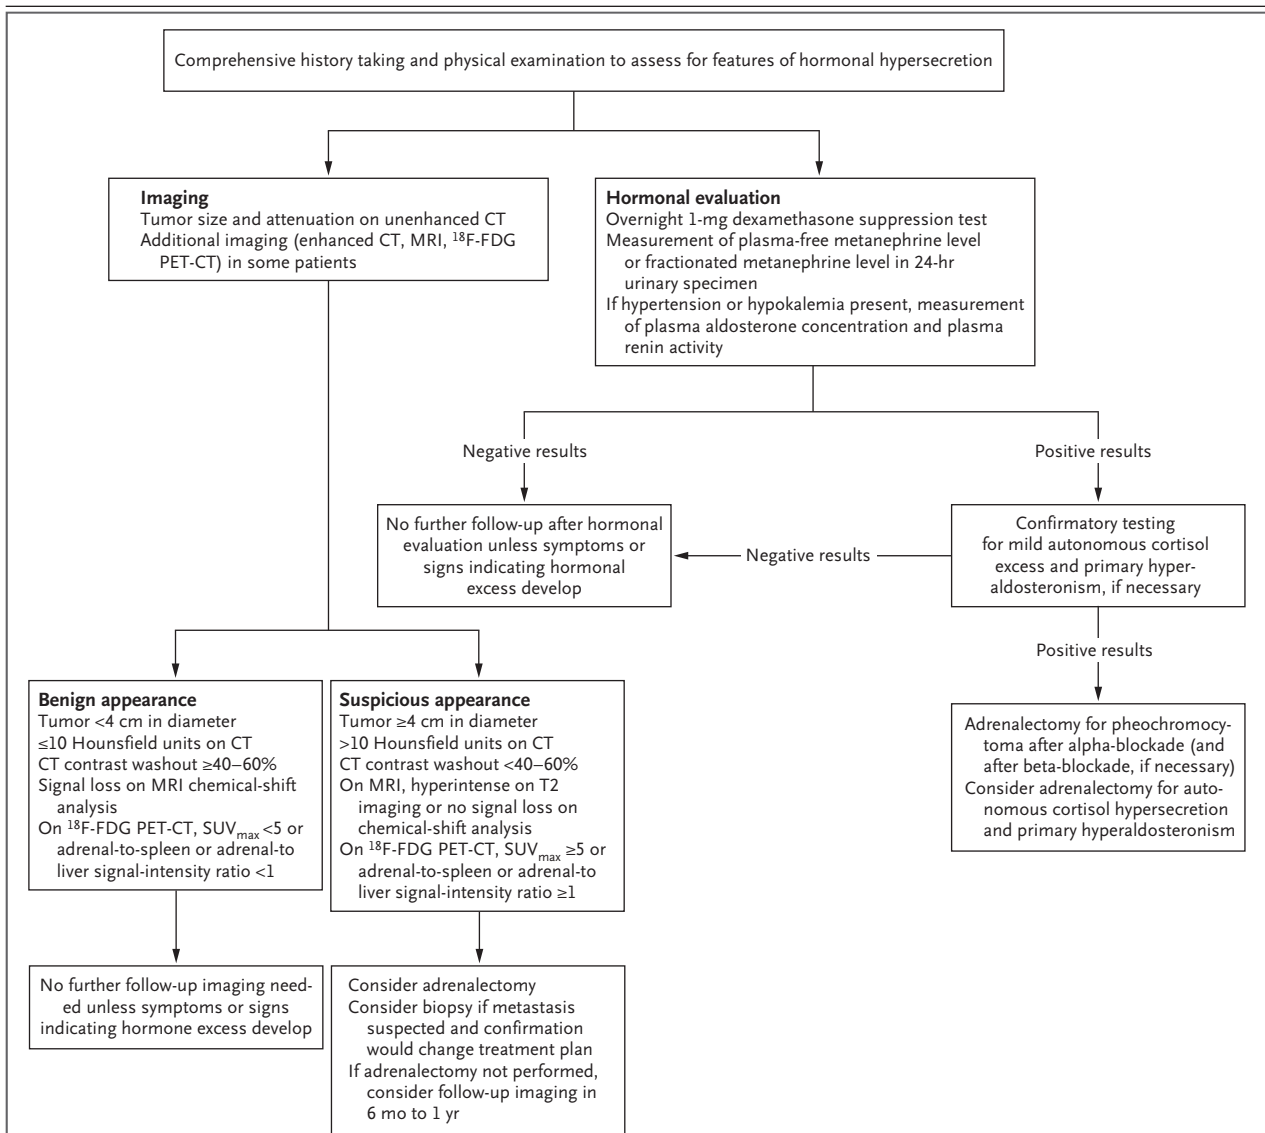 Comprehensive history taking and physical examination to assess for features of hormonal hypersecretion
Imaging
Tumor size and attenuation on unenhanced CT
Additional imaging (enhanced CT, MRI, ¹⁸F-FDG
PET-CT) in some patients
Hormonal evaluation
Overnight 1-mg dexamethasone suppression test
Measurement of plasma-free metanephrine level
or fractionated metanephrine level in 24-hr
urinary specimen
If hypertension or hypokalemia present, measurement
of plasma aldosterone concentration and plasma
renin activity
Negative results
Positive results
No further follow-up after hormonal
evaluation unless symptoms or
signs indicating hormonal
excess develop
Negative results
Confirmatory testing
for mild autonomous cortisol
excess and primary hyper-
aldosteronism, if necessary
Positive results
Benign appearance
Tumor <4 cm in diameter
≤10 Hounsfield units on CT
CT contrast washout ≥40–60%
Signal loss on MRI chemical-shift
analysis
On ¹⁸F-FDG PET-CT, SUVmax <5 or
adrenal-to-spleen or adrenal-to
liver signal-intensity ratio <1
Suspicious appearance
Tumor ≥4 cm in diameter
>10 Hounsfield units on CT
CT contrast washout <40–60%
On MRI, hyperintense on T2
imaging or no signal loss on
chemical-shift analysis
On ¹⁸F-FDG PET-CT, SUVmax ≥5 or
adrenal-to-spleen or adrenal-to
liver signal-intensity ratio ≥1
Adrenalectomy for pheochromocy-
toma after alpha-blockade (and
after beta-blockade, if necessary)
Consider adrenalectomy for auto-
nomous cortisol hypersecretion
and primary hyperaldosteronism
No further follow-up imaging need-
ed unless symptoms or signs
indicating hormone excess develop
Consider adrenalectomy
Consider biopsy if metastasis
suspected and confirmation
would change treatment plan
If adrenalectomy not performed,
consider follow-up imaging in
6 mo to 1 yr